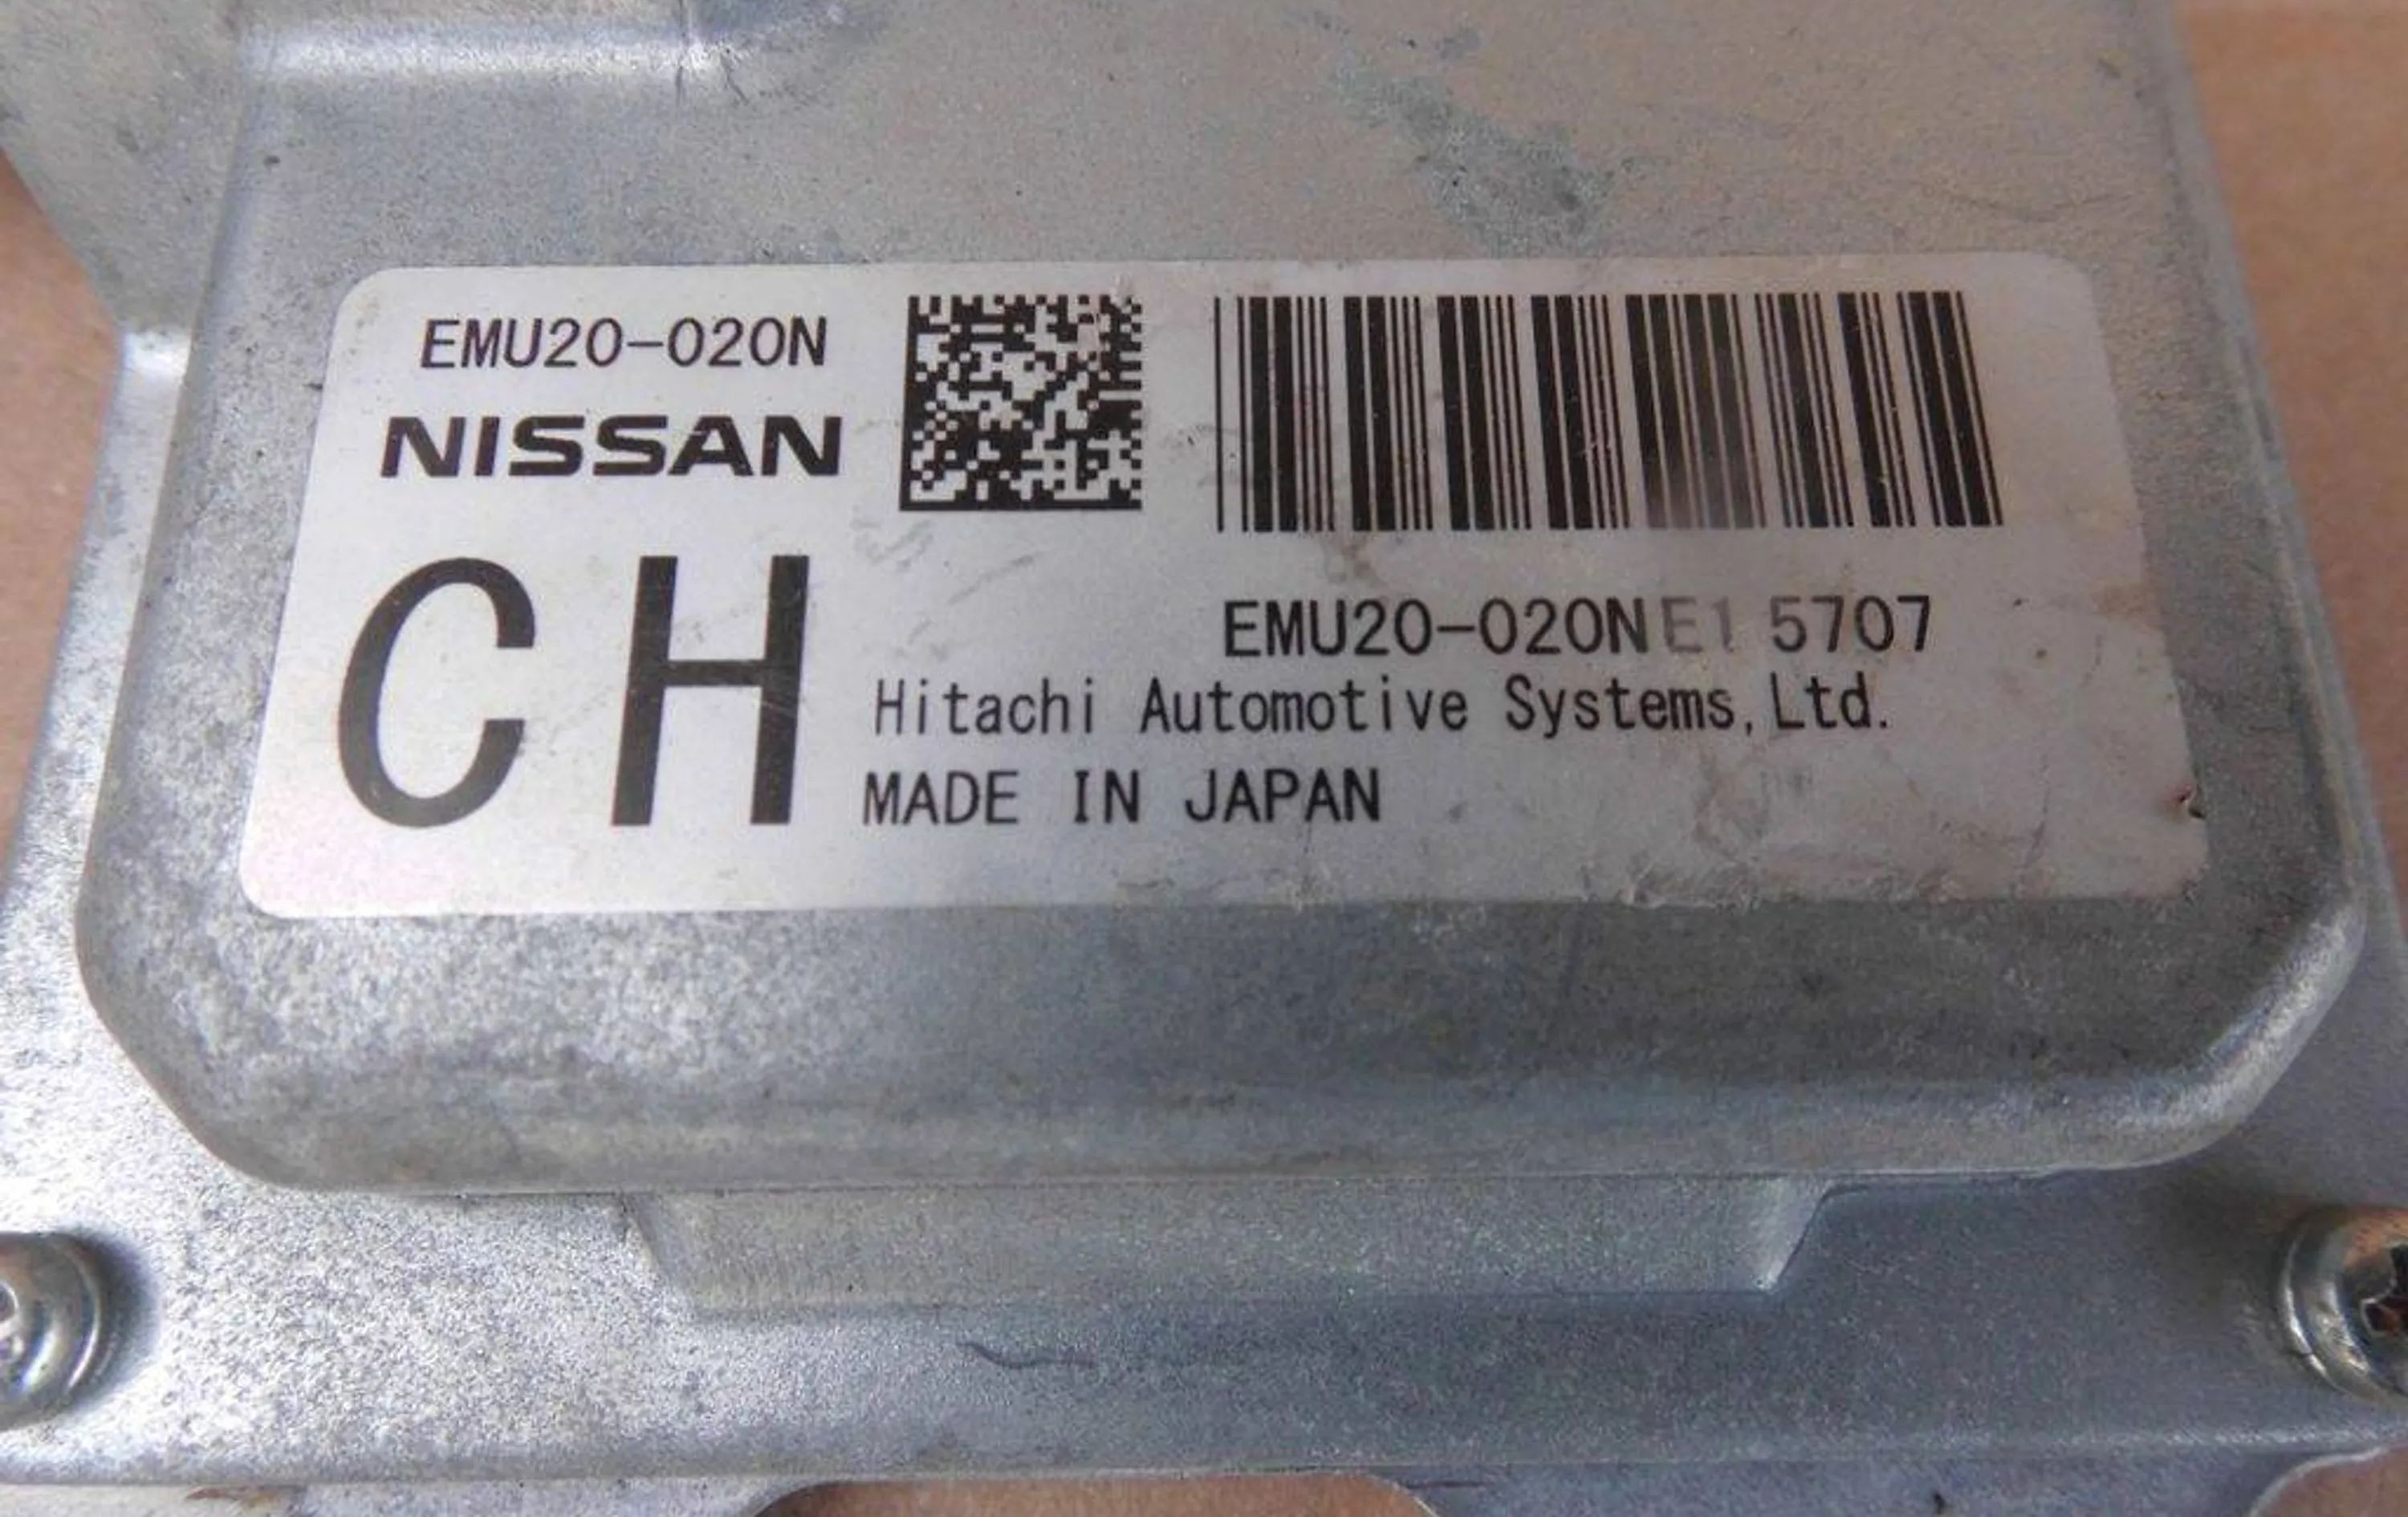 EMU20-020N
NISSAN
CH
EMU20-020NE1 5707
Hitachi Automotive Systems,Ltd.
MADE IN JAPAN